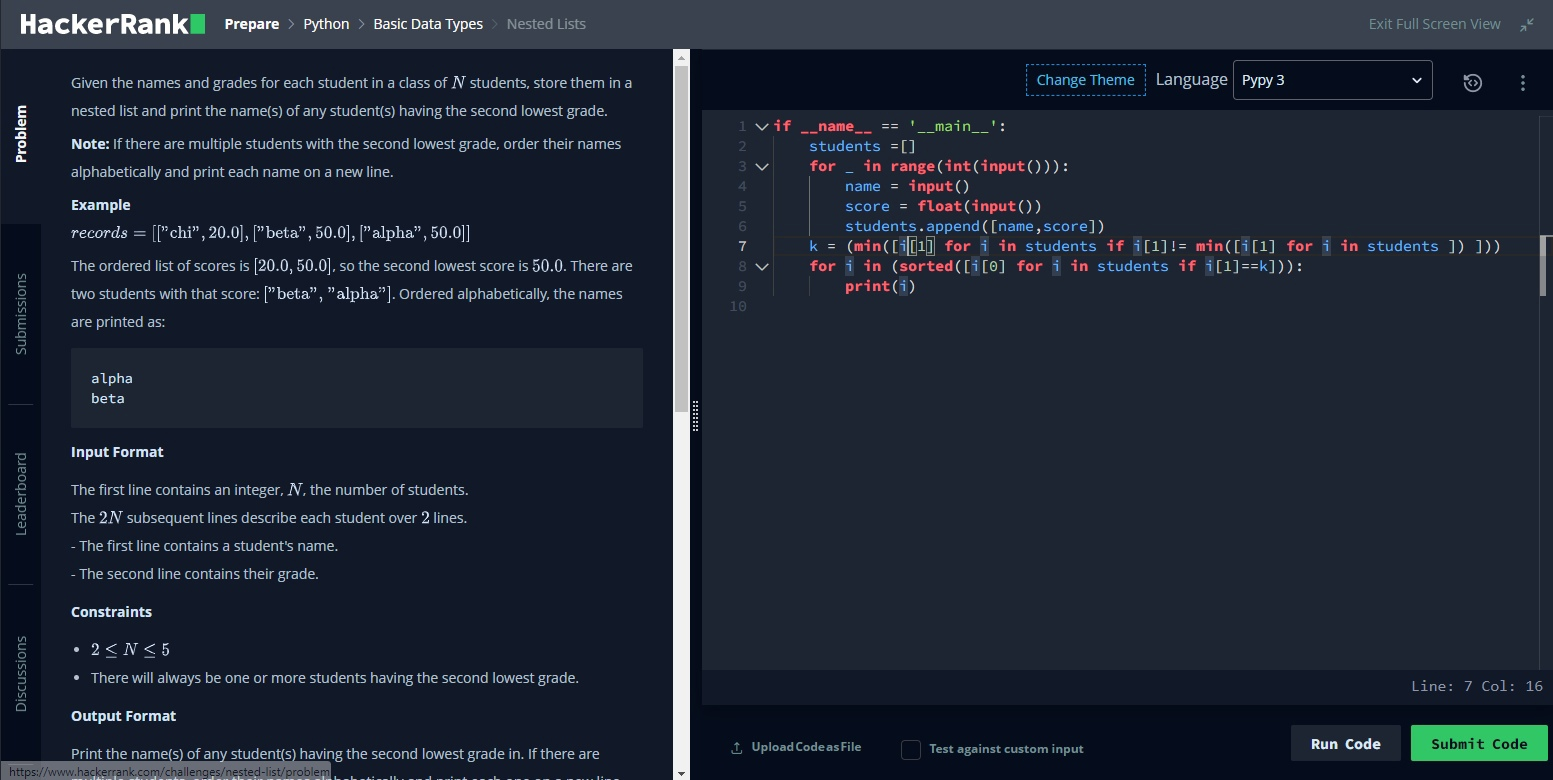 HackerRank
Prepare > Python > Basic Data Types > Nested Lists
Exit Full Screen View
Problem
Submissions
Leaderboard
Discussions
Given the names and grades for each student in a class of N students, store them in a
nested list and print the name(s) of any student(s) having the second lowest grade.
Note: If there are multiple students with the second lowest grade, order their names
alphabetically and print each name on a new line.
Example
records = [["chi", 20.0], ["beta", 50.0], ["alpha", 50.0]]
The ordered list of scores is [20.0, 50.0], so the second lowest score is 50.0. There are
two students with that score: ["beta", "alpha"]. Ordered alphabetically, the names
are printed as:
alpha
beta
Input Format
The first line contains an integer, N, the number of students.
The 2N subsequent lines describe each student over 2 lines.
- The first line contains a student's name.
- The second line contains their grade.
Constraints
• 2 ≤ N ≤ 5
• There will always be one or more students having the second lowest grade.
Output Format
Print the name(s) of any student(s) having the second lowest grade in. If there are
https://www.hackerrank.com/challenges/nested-list/problem
Change Theme Language Pypy 3
1 if __name__ == '__main__':
2     students =[]
3     for _ in range(int(input())):
4         name = input()
5         score = float(input())
6         students.append([name,score])
7     k = (min([i[1] for i in students if i[1]!= min([i[1] for i in students ]) ]))
8     for i in (sorted([i[0] for i in students if i[1]==k])):
9         print(i)
10
Line: 7 Col: 16
Upload Code as File
Test against custom input
Run Code
Submit Code